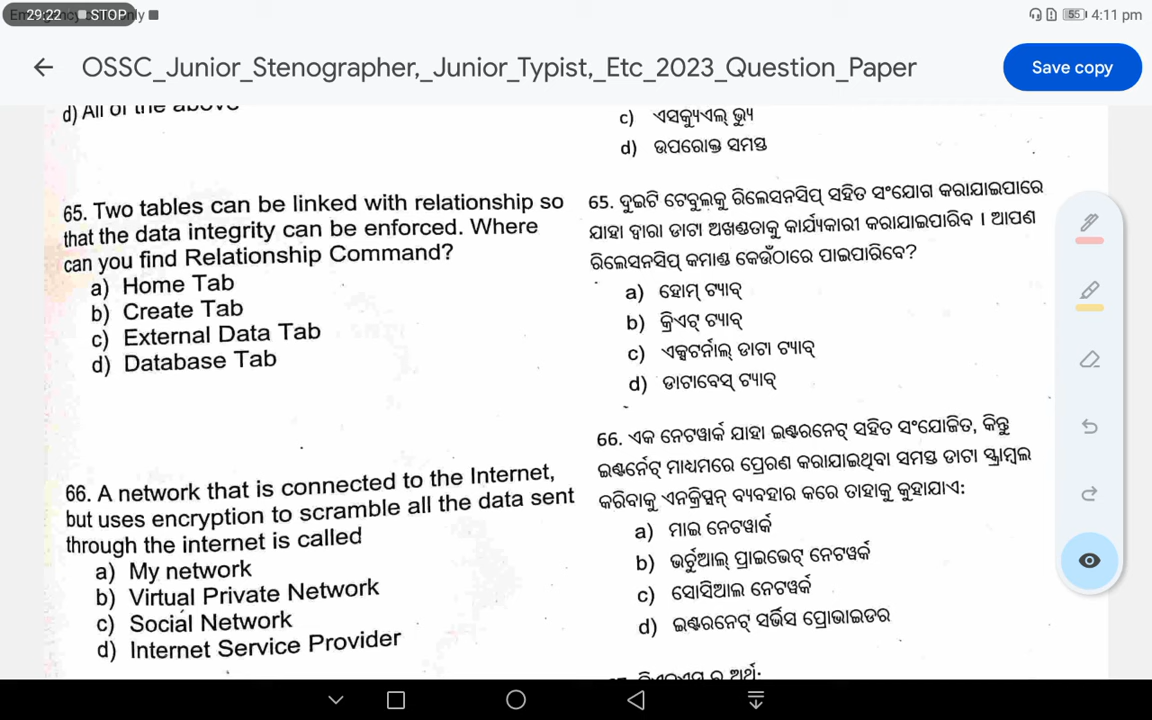 29:22 STOP
55 4:11 pm
OSSC_Junior_Stenographer,_Junior_Typist,_Etc_2023_Question_Paper
Save copy
d) All of the above
65. Two tables can be linked with relationship so
that the data integrity can be enforced. Where
can you find Relationship Command?
a) Home Tab
b) Create Tab
c) External Data Tab
d) Database Tab
66. A network that is connected to the Internet,
but uses encryption to scramble all the data sent
through the internet is called
a) My network
b) Virtual Private Network
c) Social Network
d) Internet Service Provider
c) ଏସକ୍ୟୁଏଲ୍ ଭ୍ୟୁ
d) ଉପରୋକ୍ତ ସମସ୍ତ
65. ଦୁଇଟି ଟେବୁଲକୁ ରିଲେସନସିପ୍ ସହିତ ସଂଯୋଗ କରାଯାଇପାରେ
ଯାହା ଦ୍ୱାରା ଡାଟା ଅଖଣ୍ଡତାକୁ କାର୍ଯ୍ୟକାରୀ କରାଯାଇପାରିବ । ଆପଣ
ରିଲେସନସିପ୍ କମାଣ୍ଡ କେଉଁଠାରେ ପାଇପାରିବେ?
a) ହୋମ୍ ଟ୍ୟାବ୍
b) କ୍ରିଏଟ୍ ଟ୍ୟାବ୍
c) ଏକ୍ସଟର୍ନାଲ୍ ଡାଟା ଟ୍ୟାବ୍
d) ଡାଟାବେସ୍ ଟ୍ୟାବ୍
66. ଏକ ନେଟୱାର୍କ ଯାହା ଇଣ୍ଟରନେଟ୍ ସହିତ ସଂଯୋଜିତ, କିନ୍ତୁ
ଇଣ୍ଟର୍ନେଟ୍ ମାଧ୍ୟମରେ ପ୍ରେରଣ କରାଯାଇଥିବା ସମସ୍ତ ଡାଟା ସ୍କ୍ରାମ୍ବଲ
କରିବାକୁ ଏନକ୍ରିପ୍ସନ୍ ବ୍ୟବହାର କରେ ତାହାକୁ କୁହାଯାଏ:
a) ମାଇ ନେଟୱାର୍କ
b) ଭର୍ଚୁଆଲ୍ ପ୍ରାଇଭେଟ୍ ନେଟୱର୍କ
c) ସୋସିଆଲ ନେଟୱର୍କ
d) ଇଣ୍ଟରନେଟ୍ ସର୍ଭିସ ପ୍ରୋଭାଇଡର